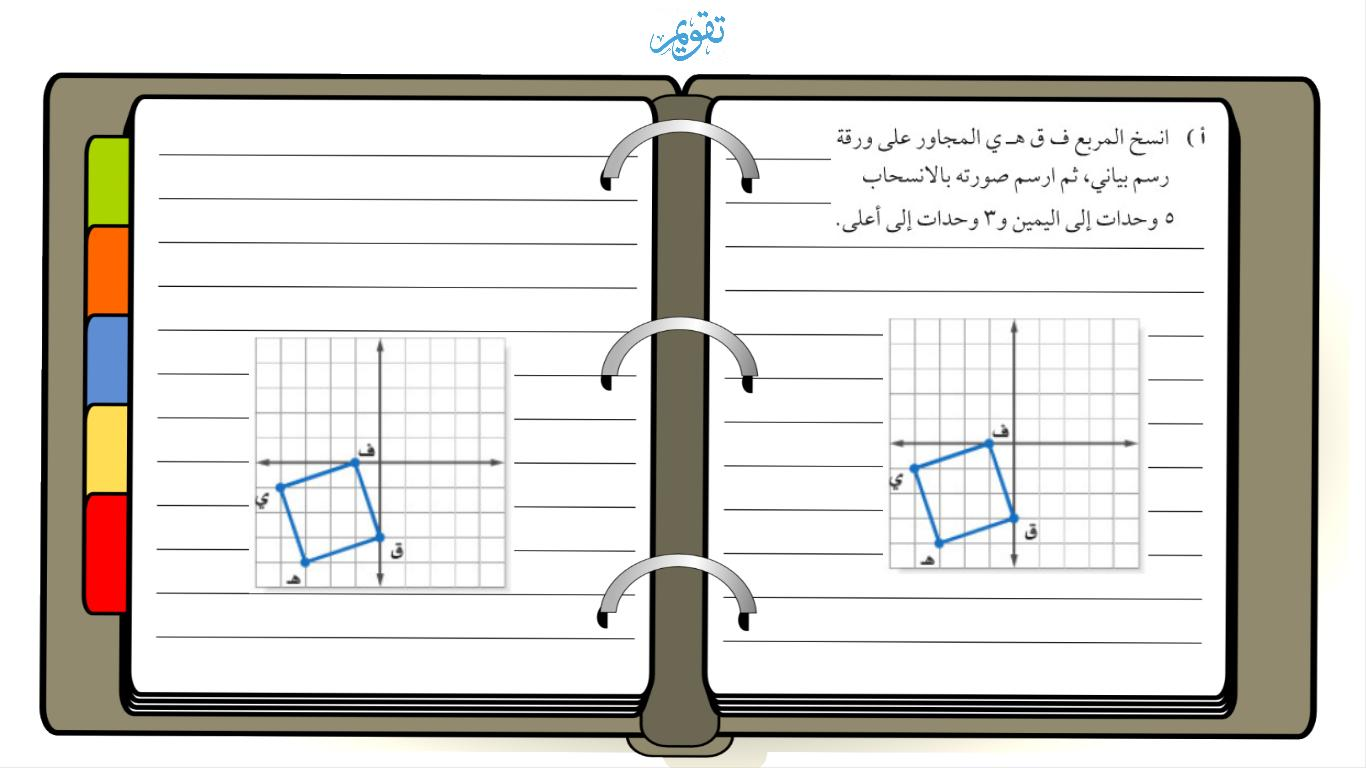 تقويم
أ ) انسخ المربع ف ق هـ ي المجاور على ورقة
رسم بياني، ثم ارسم صورته بالانسحاب
٥ وحدات إلى اليمين و٣ وحدات إلى أعلى.
ف
ي
ق
هـ
ف
ي
ق
هـ